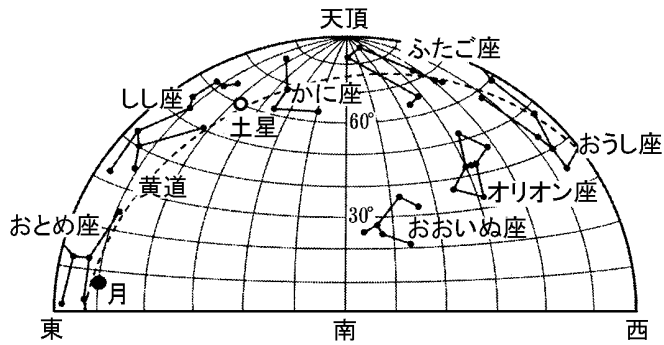 天頂
ふたご座
しし座
かに座
土星
60°
おうし座
黄道
オリオン座
おとめ座
30°
おおいぬ座
月
東
南
西